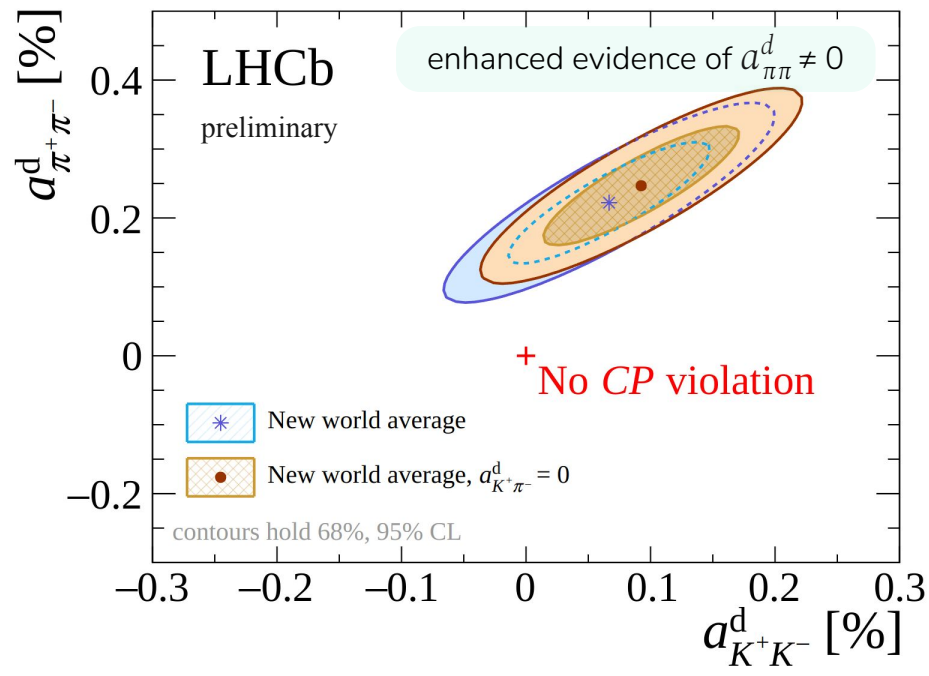 enhanced evidence of a^d_ππ ≠ 0
LHCb
preliminary
a^d_π⁺π⁻ [%]
0.4
0.2
0
−0.2
No CP violation
New world average
New world average, a^d_K⁺π⁻ = 0
contours hold 68%, 95% CL
−0.3 −0.2 −0.1 0 0.1 0.2 0.3
a^d_K⁺K⁻ [%]